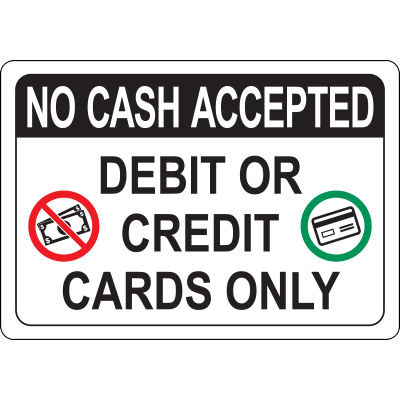 NO CASH ACCEPTED
DEBIT OR
CREDIT
CARDS ONLY